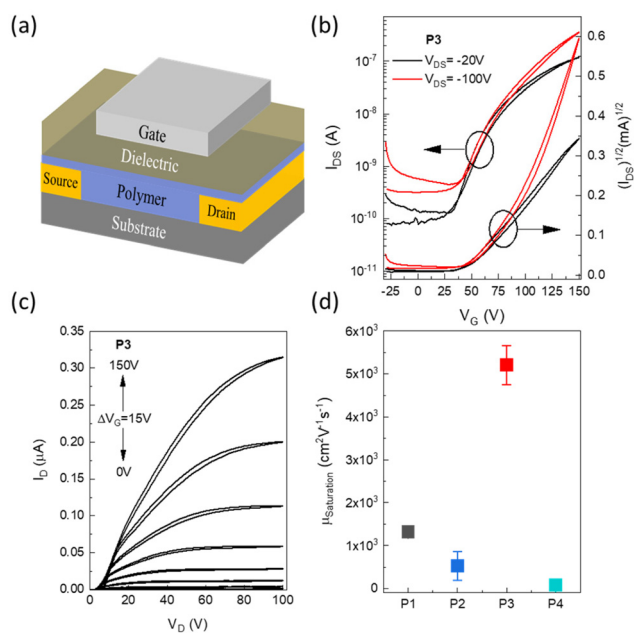 (a)
Gate
Dielectric
Source
Polymer
Drain
Substrate
(b)
P3
V_DS= -20V
V_DS= -100V
10⁻⁷
10⁻⁸
10⁻⁹
10⁻¹⁰
10⁻¹¹
I_DS (A)
0.6
0.5
0.4
0.3
0.2
0.1
0.0
(I_DS)^1/2(mA)^1/2
-25 0 25 50 75 100 125 150
V_G (V)
(c)
P3
150V
ΔV_G=15V
0V
0.35
0.30
0.25
0.20
0.15
0.10
0.05
0.00
I_D (μA)
0 20 40 60 80 100
V_D (V)
(d)
6x10³
5x10³
4x10³
3x10³
2x10³
1x10³
0
μ_Saturation (cm²V⁻¹s⁻¹)
P1 P2 P3 P4